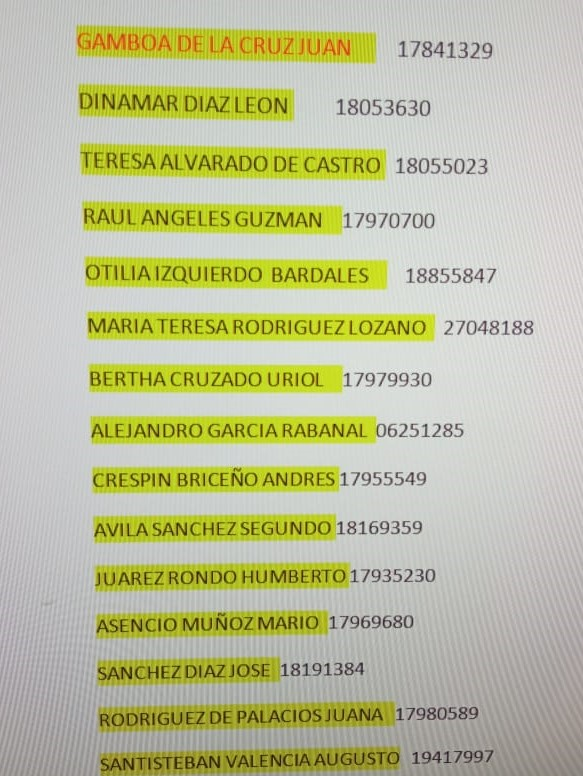 GAMBOA DE LA CRUZ JUAN 17841329
DINAMAR DIAZ LEON 18053630
TERESA ALVARADO DE CASTRO 18055023
RAUL ANGELES GUZMAN 17970700
OTILIA IZQUIERDO BARDALES 18855847
MARIA TERESA RODRIGUEZ LOZANO 27048188
BERTHA CRUZADO URIOL 17979930
ALEJANDRO GARCIA RABANAL 06251285
CRESPIN BRICEÑO ANDRES 17955549
AVILA SANCHEZ SEGUNDO 18169359
JUAREZ RONDO HUMBERTO 17935230
ASENCIO MUÑOZ MARIO 17969680
SANCHEZ DIAZ JOSE 18191384
RODRIGUEZ DE PALACIOS JUANA 17980589
SANTISTEBAN VALENCIA AUGUSTO 19417997